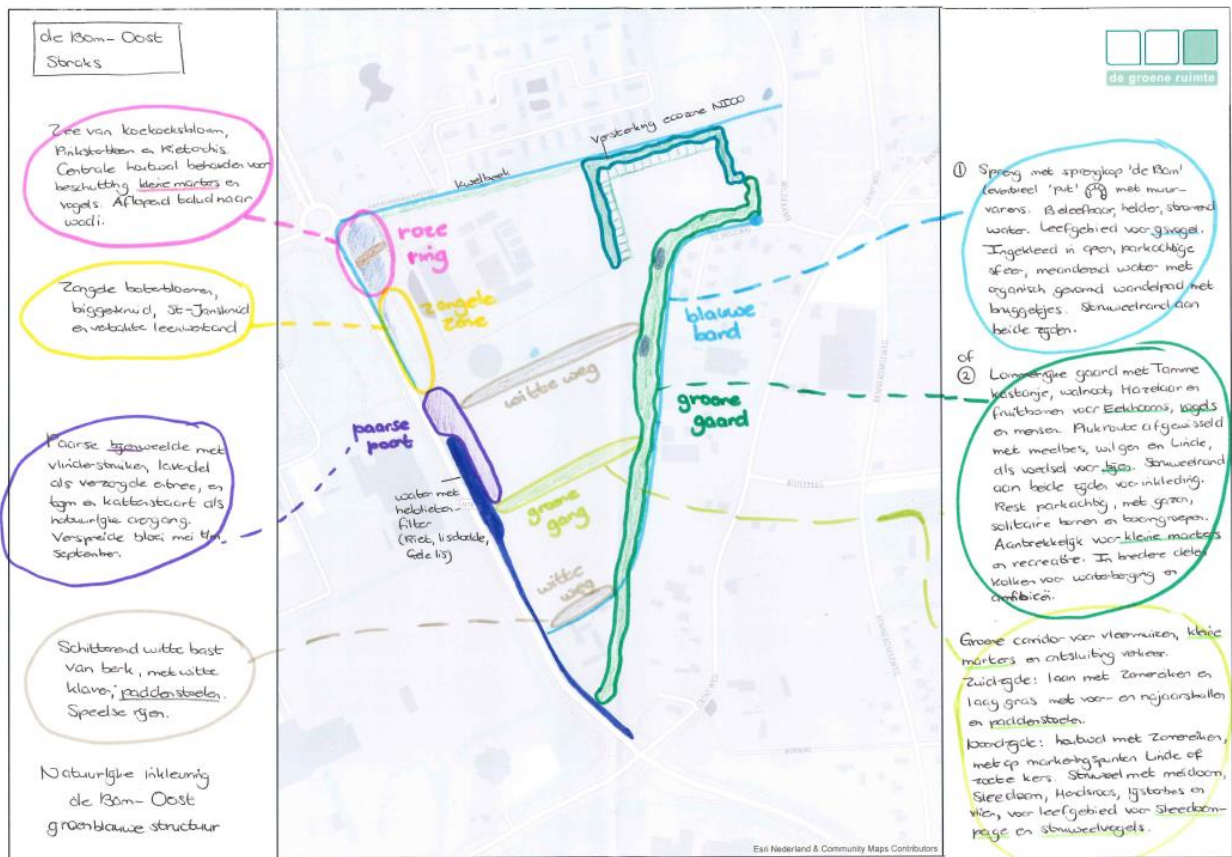 de Bam-Oost
Straks
Zee van koekoeksbloem,
Pinksterbloem en Rietorchis.
Centrale houtwal behouden voor
beschutting kleine marters en
vogels. Aflopend talud naar
wadi.
Zongele boterbloemen,
biggekruid, St-Janskruid
en vertakte leeuwentand
Paarse bijenweelde met
vlinderstruiken, lavendel
als verzorgde entree, en
tijm en kattenstaart als
natuurlijke overgang.
Verspreide bloei mei t/m
september.
Schitterend witte bast
van berk, met witte
klaver, paddenstoelen.
Speelse rijen.
Natuurlijke inkleuring
de Bam-Oost
groenblauwe structuur
Versterking ecozone NIOO
kwelbeek
roze
ring
zongele
zone
witte weg
blauwe
band
paarse
poort
groene
gaard
water met
helofieten-
filter
(Riet, lisdodde,
Gele lis)
groene
gang
witte
weg
Esri Nederland & Community Maps Contributors
de groene ruimte
① Spreng met sprengkop 'de Bam'
(eventueel 'put' met muur-
varens. Beleefbaar, helder, stromend
water. Leefgebied voor ijsvogel.
Ingekleed in open, parkachtige
sfeer, meanderend water met
organisch gevormd wandelpad met
bruggetjes. Struweelrand aan
beide zijden.
of
② Lommerrijke gaard met Tamme
kastanje, walnoot, Hazelaar en
fruitbomen voor Eekhoorns, vogels
en mensen. Plukroute afgewisseld
met meelbes, wilgen en Linde,
als voedsel voor bijen. Struweelrand
aan beide zijden voor inkleding.
Rest parkachtig, met gazon,
solitaire bomen en boomgroepen.
Aantrekkelijk voor kleine marters
en recreatie. In bredere delen
kolken voor waterberging en
amfibieën.
Groene corridor voor vleermuizen, kleine
marters en ontsluiting verkeer.
Zuidzijde: laan met Zomereiken en
laag gras met voor- en najaarsbollen
en paddenstoelen.
Noordzijde: houtwal met Zomereiken,
met op markeringspunten Linde of
zoete kers. Struweel met meidoorn,
Sleedoorn, Hondsroos, lijsterbes en
vlier, voor leefgebied voor Sleedoorn-
page en struweelvogels.